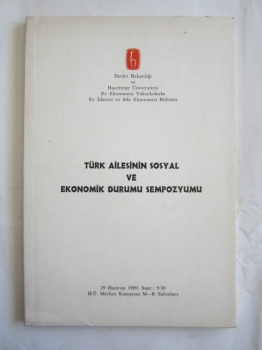 Devlet Bakanlığı
ve
Hacettepe Üniversitesi
Ev Ekonomisi Yüksekokulu
Ev İdaresi ve Aile Ekonomisi Bölümü
TÜRK AİLESİNİN SOSYAL
VE
EKONOMİK DURUMU SEMPOZYUMU
29 Haziran 1989, Saat : 9.30
H.Ü. Merkez Kampusu M—R Salonları